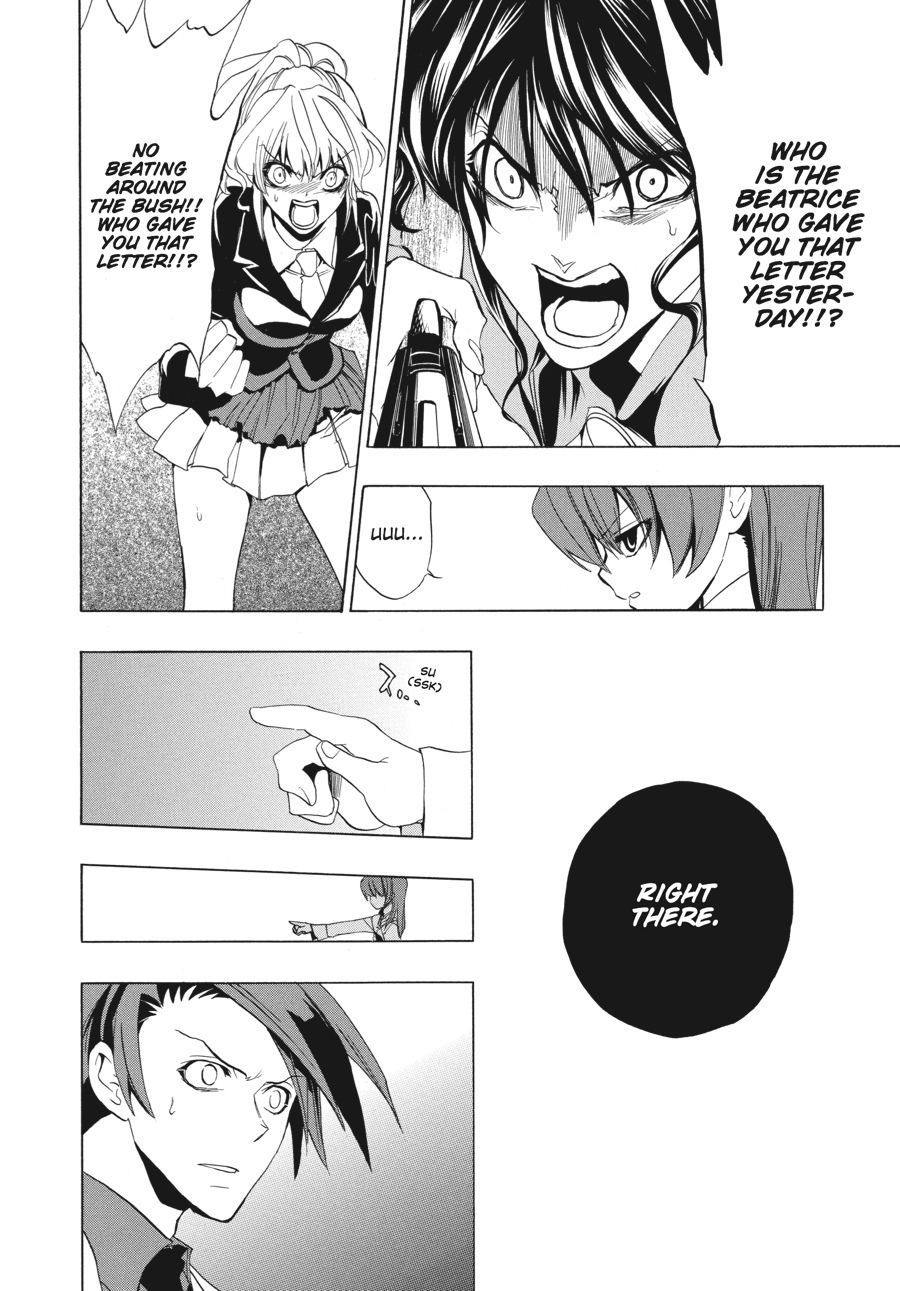 WHO
IS THE
BEATRICE
WHO GAVE
YOU THAT
LETTER
YESTER-
DAY!!?
NO
BEATING
AROUND
THE BUSH!!
WHO GAVE
YOU THAT
LETTER!!?
UUU...
ス...
SU
(SSK)
RIGHT
THERE.